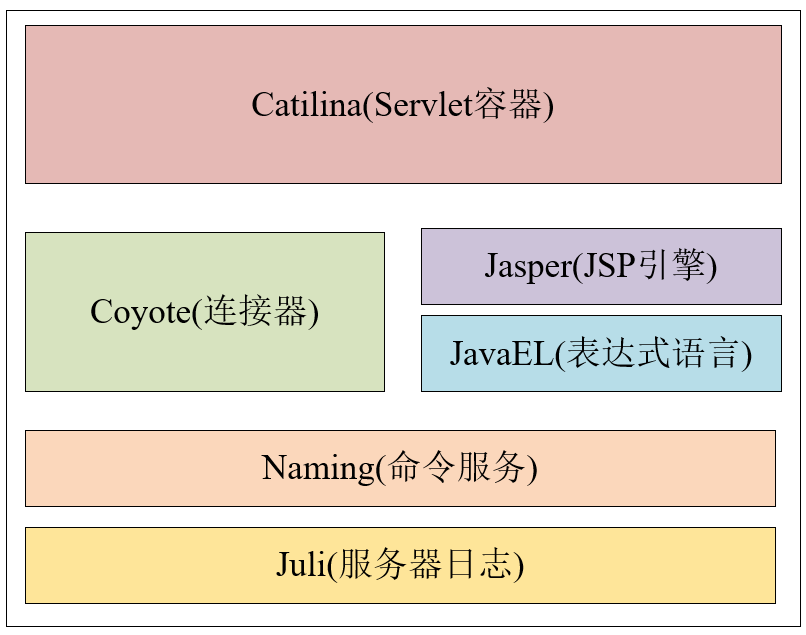 Catilina(Servlet容器)
Coyote(连接器)
Jasper(JSP引擎)
JavaEL(表达式语言)
Naming(命令服务)
Juli(服务器日志)